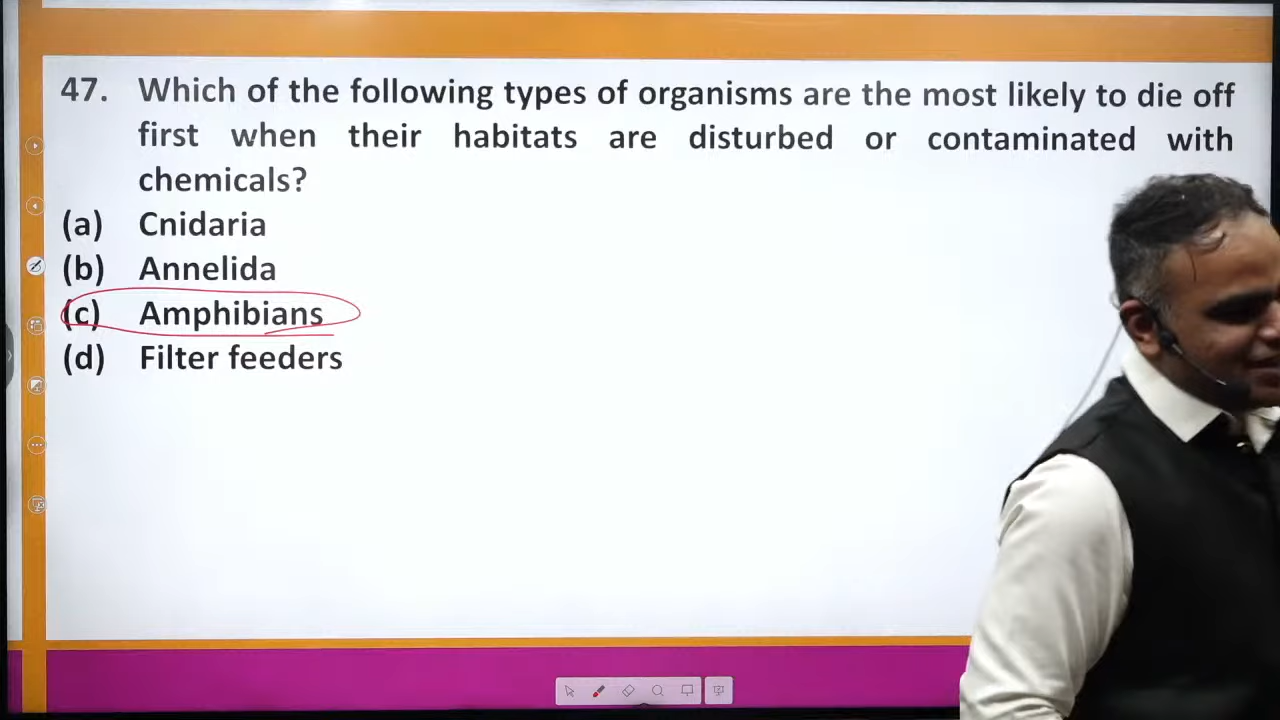 47. Which of the following types of organisms are the most likely to die off
first when their habitats are disturbed or contaminated with
chemicals?
(a) Cnidaria
(b) Annelida
(c) Amphibians
(d) Filter feeders